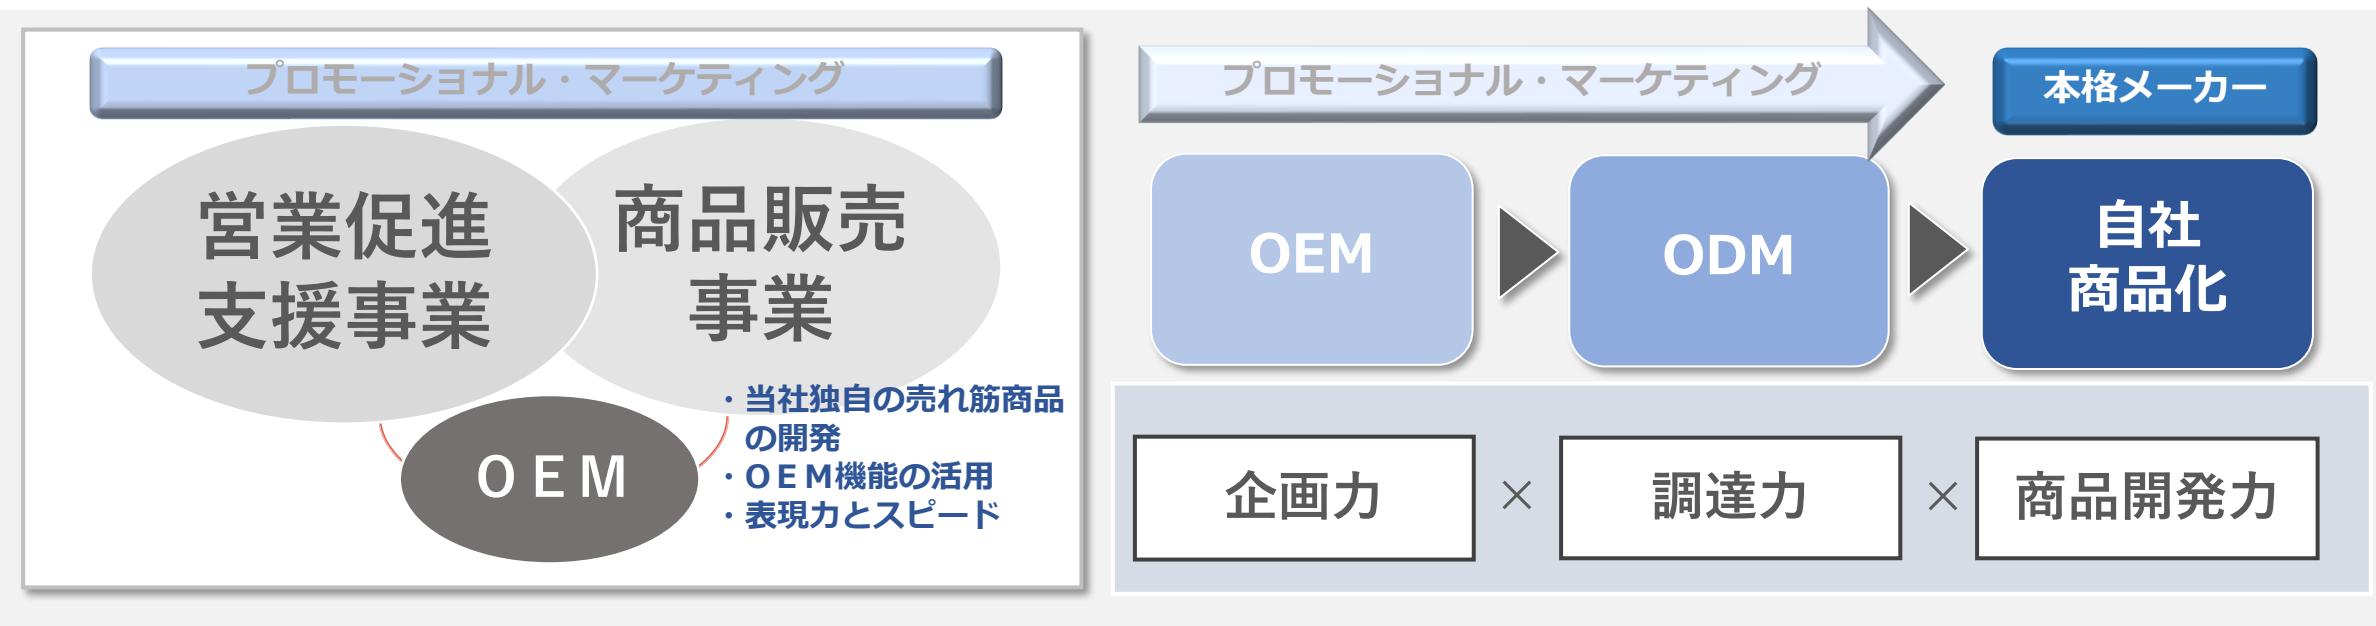 プロモーショナル・マーケティング
営業促進
支援事業
商品販売
事業
ＯＥＭ
・当社独自の売れ筋商品
の開発
・ＯＥＭ機能の活用
・表現力とスピード
プロモーショナル・マーケティング
本格メーカー
OEM
ODM
自社
商品化
企画力
×
調達力
×
商品開発力